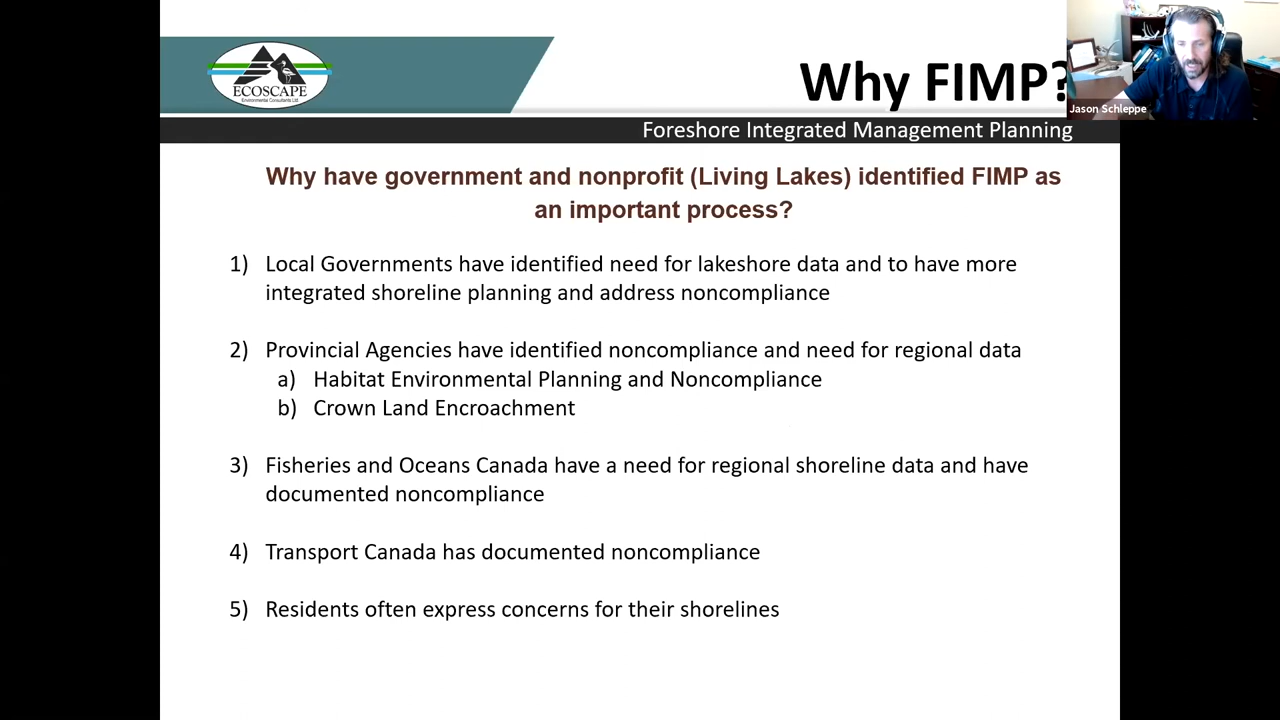 ECOSCAPE
Environmental Consultants Ltd
Why FIMP?
Jason Schleppe
Foreshore Integrated Management Planning
Why have government and nonprofit (Living Lakes) identified FIMP as
an important process?
1) Local Governments have identified need for lakeshore data and to have more
integrated shoreline planning and address noncompliance
2) Provincial Agencies have identified noncompliance and need for regional data
a) Habitat Environmental Planning and Noncompliance
b) Crown Land Encroachment
3) Fisheries and Oceans Canada have a need for regional shoreline data and have
documented noncompliance
4) Transport Canada has documented noncompliance
5) Residents often express concerns for their shorelines